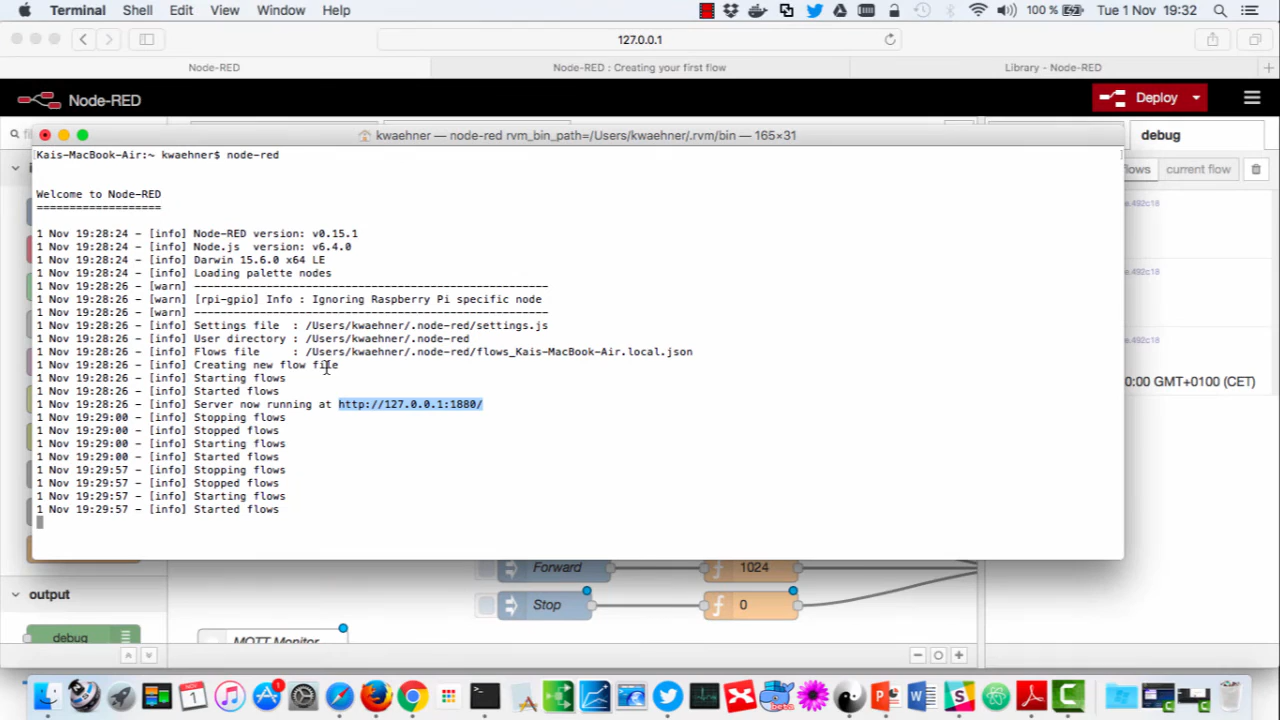 Terminal Shell Edit View Window Help 100 % Tue 1 Nov 19:32
127.0.0.1
Node-RED Node-RED : Creating your first flow Library - Node-RED
Node-RED Deploy
kwaehner — node-red rvm_bin_path=/Users/kwaehner/.rvm/bin — 165×31
debug
Kais-MacBook-Air:~ kwaehner$ node-red
current flow
Welcome to Node-RED
===================
1 Nov 19:28:24 - [info] Node-RED version: v0.15.1
1 Nov 19:28:24 - [info] Node.js  version: v6.4.0
1 Nov 19:28:24 - [info] Darwin 15.6.0 x64 LE
1 Nov 19:28:24 - [info] Loading palette nodes
1 Nov 19:28:26 - [warn] ------------------------------------------------------
1 Nov 19:28:26 - [warn] [rpi-gpio] Info : Ignoring Raspberry Pi specific node
1 Nov 19:28:26 - [warn] ------------------------------------------------------
1 Nov 19:28:26 - [info] Settings file  : /Users/kwaehner/.node-red/settings.js
1 Nov 19:28:26 - [info] User directory : /Users/kwaehner/.node-red
1 Nov 19:28:26 - [info] Flows file     : /Users/kwaehner/.node-red/flows_Kais-MacBook-Air.local.json
1 Nov 19:28:26 - [info] Creating new flow file
1 Nov 19:28:26 - [info] Starting flows
0:00 GMT+0100 (CET)
1 Nov 19:28:26 - [info] Started flows
1 Nov 19:28:26 - [info] Server now running at http://127.0.0.1:1880/
1 Nov 19:29:00 - [info] Stopping flows
1 Nov 19:29:00 - [info] Stopped flows
1 Nov 19:29:00 - [info] Starting flows
1 Nov 19:29:00 - [info] Started flows
1 Nov 19:29:57 - [info] Stopping flows
1 Nov 19:29:57 - [info] Stopped flows
1 Nov 19:29:57 - [info] Starting flows
1 Nov 19:29:57 - [info] Started flows
Forward 1024
output
Stop 0
debug
MQTT Monitor
beta